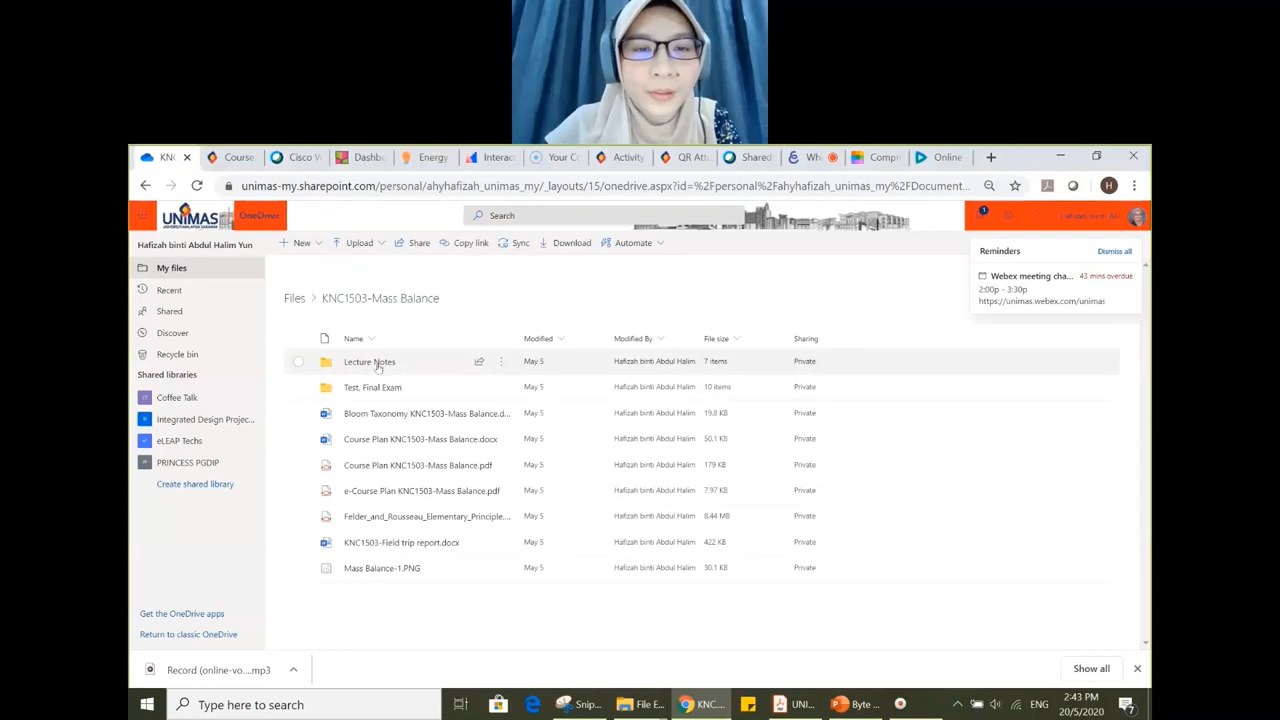 KNC
Course
Cisco V
Dashb
Energy
Interac
Your Cc
Activity
QR Att
Shared
Wh
Compr
Online
unimas-my.sharepoint.com/personal/ahyhafizah_unimas_my/_layouts/15/onedrive.aspx?id=%2Fpersonal%2Fahyhafizah_unimas_my%2FDocument...
H
UNIMAS
OneDrive
Search
1
Hafizah binti Abdul Halim Yun
New
Upload
Share
Copy link
Sync
Download
Automate
Reminders
Dismiss all
Webex meeting cha...
43 mins overdue
2:00p - 3:30p
https://unimas.webex.com/unimas
My files
Recent
Shared
Discover
Recycle bin
Shared libraries
Coffee Talk
Integrated Design Projec...
eLEAP Techs
PRINCESS PGDIP
Create shared library
Get the OneDrive apps
Return to classic OneDrive
Files > KNC1503-Mass Balance
Name Modified Modified By File size Sharing
Lecture Notes May 5 Hafizah binti Abdul Halim 7 items Private
Test, Final Exam May 5 Hafizah binti Abdul Halim 10 items Private
Bloom Taxonomy KNC1503-Mass Balance.d... May 5 Hafizah binti Abdul Halim 19.8 KB Private
Course Plan KNC1503-Mass Balance.docx May 5 Hafizah binti Abdul Halim 50.1 KB Private
Course Plan KNC1503-Mass Balance.pdf May 5 Hafizah binti Abdul Halim 179 KB Private
e-Course Plan KNC1503-Mass Balance.pdf May 5 Hafizah binti Abdul Halim 7.97 KB Private
Felder_and_Rousseau_Elementary_Principle.... May 5 Hafizah binti Abdul Halim 8.44 MB Private
KNC1503-Field trip report.docx May 5 Hafizah binti Abdul Halim 422 KB Private
Mass Balance-1.PNG May 5 Hafizah binti Abdul Halim 30.1 KB Private
Record (online-vo....mp3
Show all
Type here to search
Snip...
File E...
KNC...
UNI...
Byte ...
ENG
2:43 PM
20/5/2020
7